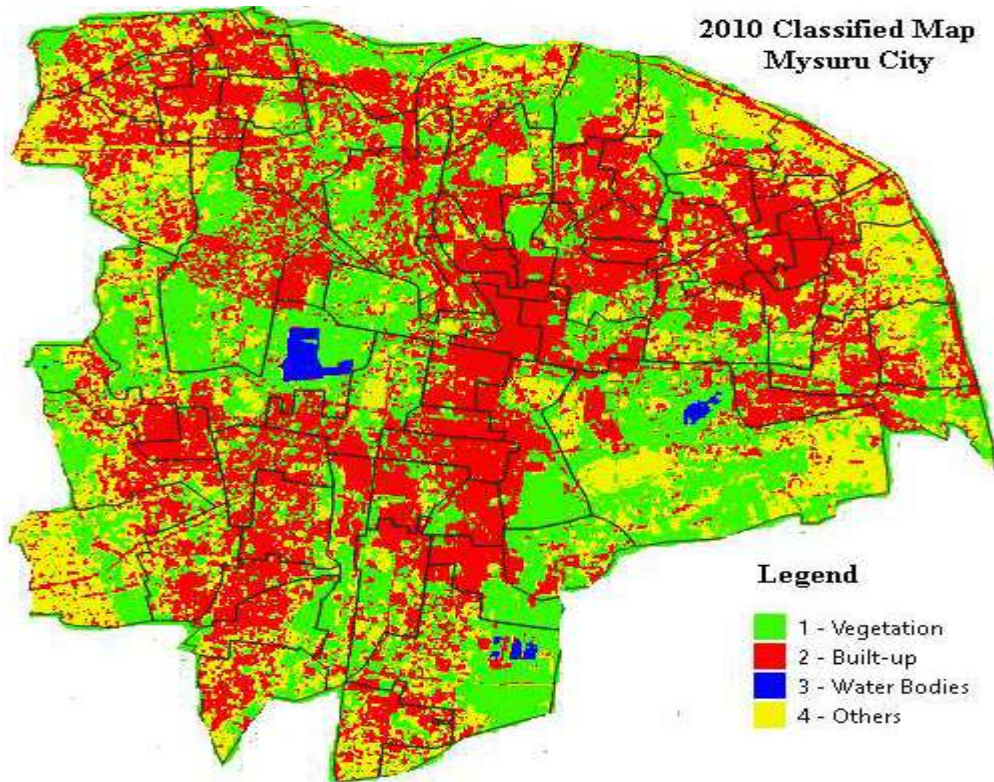 2010 Classified Map
Mysuru City
Legend
1 - Vegetation
2 - Built-up
3 - Water Bodies
4 - Others